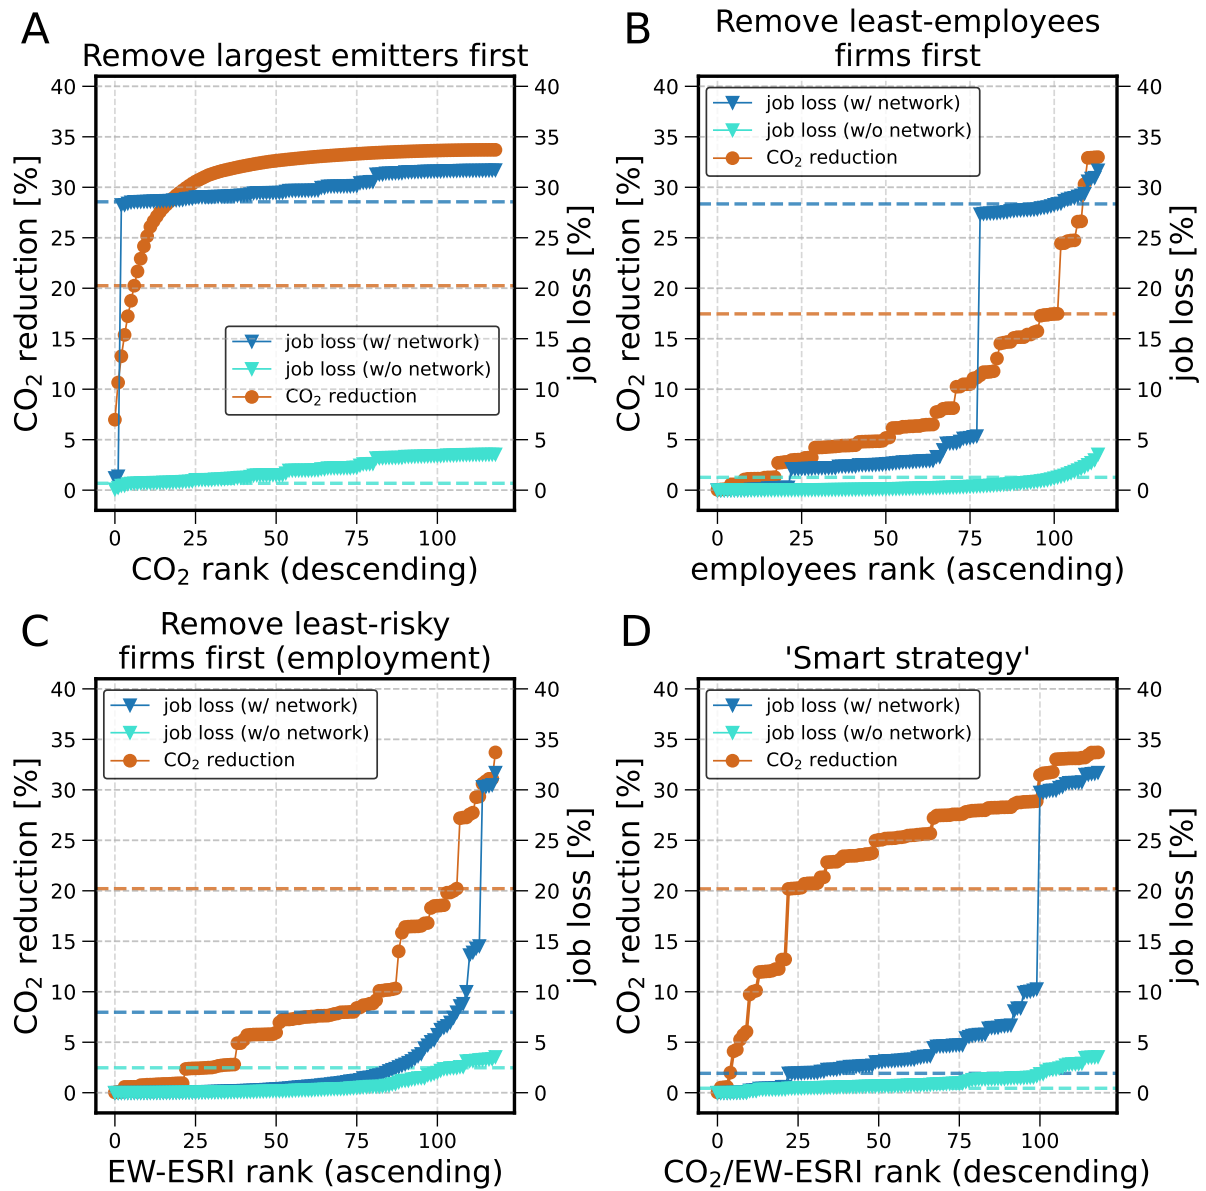 A
Remove largest emitters first
40
35
30
25
20
15
10
5
0
CO₂ reduction [%]
job loss (w/ network)
job loss (w/o network)
CO₂ reduction
40
35
30
25
20
15
10
5
0
job loss [%]
0 25 50 75 100
CO₂ rank (descending)
B
Remove least-employees
firms first
40
35
30
25
20
15
10
5
0
CO₂ reduction [%]
job loss (w/ network)
job loss (w/o network)
CO₂ reduction
40
35
30
25
20
15
10
5
0
job loss [%]
0 25 50 75 100
employees rank (ascending)
C
Remove least-risky
firms first (employment)
40
35
30
25
20
15
10
5
0
CO₂ reduction [%]
job loss (w/ network)
job loss (w/o network)
CO₂ reduction
40
35
30
25
20
15
10
5
0
job loss [%]
0 25 50 75 100
EW-ESRI rank (ascending)
D
'Smart strategy'
40
35
30
25
20
15
10
5
0
CO₂ reduction [%]
job loss (w/ network)
job loss (w/o network)
CO₂ reduction
40
35
30
25
20
15
10
5
0
job loss [%]
0 25 50 75 100
CO₂/EW-ESRI rank (descending)